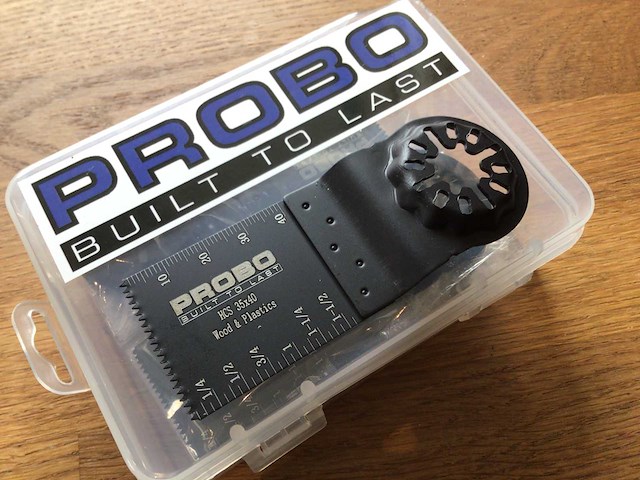 PROBO
BUILT TO LAST
10 20 30 40
PROBO
BUILT TO LAST
HCS 35x40
Wood & Plastics
1/4 1/2 3/4 1 1-1/4 1-1/2